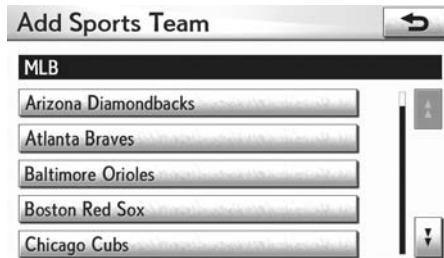 Add Sports Team
MLB
Arizona Diamondbacks
Atlanta Braves
Baltimore Orioles
Boston Red Sox
Chicago Cubs